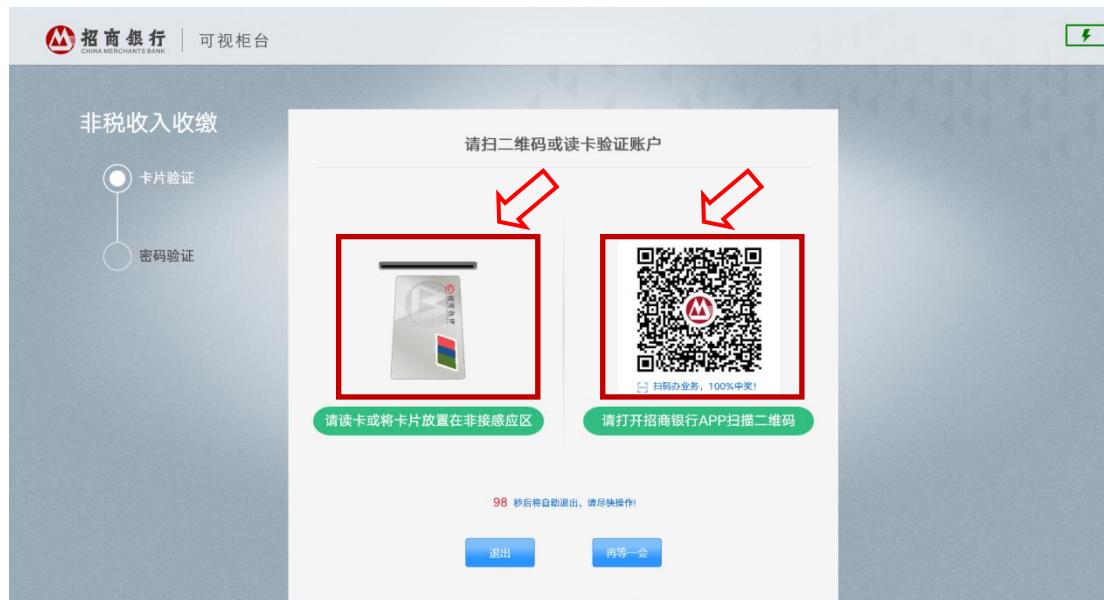 招商银行
CHINA MERCHANTS BANK
可视柜台
非税收入收缴
卡片验证
密码验证
请扫二维码或读卡验证账户
招商银行
扫码办业务，100%中奖!
请读卡或将卡片放置在非接感应区
请打开招商银行APP扫描二维码
98 秒后将自动退出，请尽快操作!
退出
再等一会